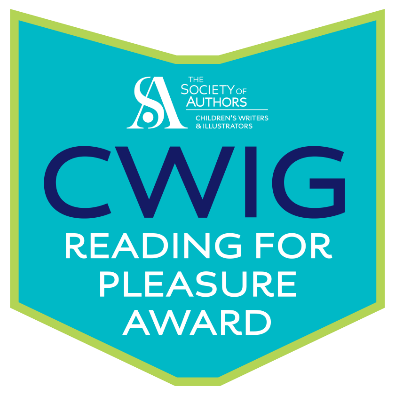 SA
THE
SOCIETY OF
AUTHORS
CHILDREN'S WRITERS
& ILLUSTRATORS
CWIG
READING FOR
PLEASURE
AWARD